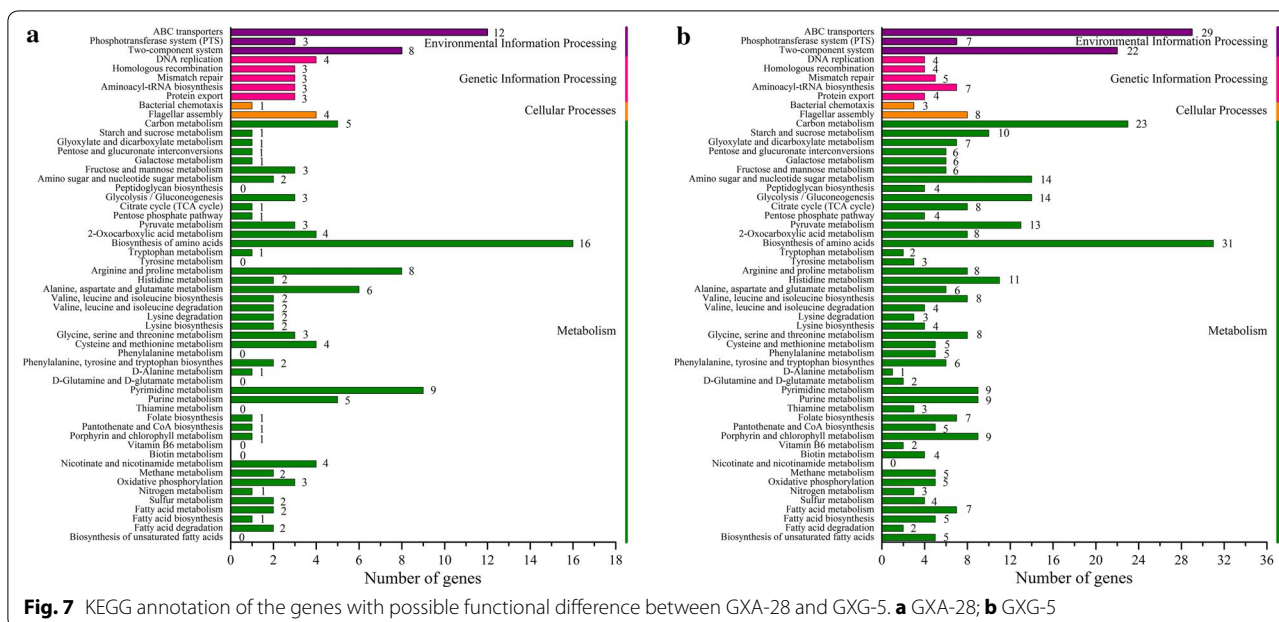 a
ABC transporters 12
Phosphotransferase system (PTS) 3
Two-component system 8
DNA replication 4
Homologous recombination 3
Mismatch repair 3
Aminoacyl-tRNA biosynthesis 3
Protein export 3
Bacterial chemotaxis 1
Flagellar assembly 4
Carbon metabolism 5
Starch and sucrose metabolism 1
Glyoxylate and dicarboxylate metabolism 1
Pentose and glucuronate interconversions 1
Galactose metabolism 1
Fructose and mannose metabolism 3
Amino sugar and nucleotide sugar metabolism 2
Peptidoglycan biosynthesis 0
Glycolysis / Gluconeogenesis 3
Citrate cycle (TCA cycle) 1
Pentose phosphate pathway 1
Pyruvate metabolism 3
2-Oxocarboxylic acid metabolism 4
Biosynthesis of amino acids 16
Tryptophan metabolism 1
Tyrosine metabolism 0
Arginine and proline metabolism 8
Histidine metabolism 2
Alanine, aspartate and glutamate metabolism 6
Valine, leucine and isoleucine biosynthesis 2
Valine, leucine and isoleucine degradation 2
Lysine degradation 2
Lysine biosynthesis 2
Glycine, serine and threonine metabolism 3
Cysteine and methionine metabolism 4
Phenylalanine metabolism 0
Phenylalanine, tyrosine and tryptophan biosynthes 2
D-Alanine metabolism 1
D-Glutamine and D-glutamate metabolism 0
Pyrimidine metabolism 9
Purine metabolism 5
Thiamine metabolism 0
Folate biosynthesis 1
Pantothenate and CoA biosynthesis 1
Porphyrin and chlorophyll metabolism 1
Vitamin B6 metabolism 0
Biotin metabolism 0
Nicotinate and nicotinamide metabolism 4
Methane metabolism 2
Oxidative phosphorylation 3
Nitrogen metabolism 1
Sulfur metabolism 2
Fatty acid metabolism 2
Fatty acid biosynthesis 1
Fatty acid degradation 2
Biosynthesis of unsaturated fatty acids 0
Environmental Information Processing
Genetic Information Processing
Cellular Processes
Metabolism
0 2 4 6 8 10 12 14 16 18
Number of genes
b
ABC transporters 29
Phosphotransferase system (PTS) 7
Two-component system 22
DNA replication 4
Homologous recombination 4
Mismatch repair 5
Aminoacyl-tRNA biosynthesis 7
Protein export 4
Bacterial chemotaxis 3
Flagellar assembly 8
Carbon metabolism 23
Starch and sucrose metabolism 10
Glyoxylate and dicarboxylate metabolism 7
Pentose and glucuronate interconversions 6
Galactose metabolism 6
Fructose and mannose metabolism 6
Amino sugar and nucleotide sugar metabolism 14
Peptidoglycan biosynthesis 4
Glycolysis / Gluconeogenesis 14
Citrate cycle (TCA cycle) 8
Pentose phosphate pathway 4
Pyruvate metabolism 13
2-Oxocarboxylic acid metabolism 8
Biosynthesis of amino acids 31
Tryptophan metabolism 2
Tyrosine metabolism 3
Arginine and proline metabolism 8
Histidine metabolism 11
Alanine, aspartate and glutamate metabolism 6
Valine, leucine and isoleucine biosynthesis 8
Valine, leucine and isoleucine degradation 4
Lysine degradation 3
Lysine biosynthesis 4
Glycine, serine and threonine metabolism 8
Cysteine and methionine metabolism 5
Phenylalanine metabolism 5
Phenylalanine, tyrosine and tryptophan biosynthes 6
D-Alanine metabolism 1
D-Glutamine and D-glutamate metabolism 2
Pyrimidine metabolism 9
Purine metabolism 9
Thiamine metabolism 3
Folate biosynthesis 7
Pantothenate and CoA biosynthesis 5
Porphyrin and chlorophyll metabolism 9
Vitamin B6 metabolism 2
Biotin metabolism 4
Nicotinate and nicotinamide metabolism 0
Methane metabolism 5
Oxidative phosphorylation 5
Nitrogen metabolism 3
Sulfur metabolism 4
Fatty acid metabolism 7
Fatty acid biosynthesis 5
Fatty acid degradation 2
Biosynthesis of unsaturated fatty acids 5
Environmental Information Processing
Genetic Information Processing
Cellular Processes
Metabolism
0 4 8 12 16 20 24 28 32 36
Number of genes
Fig. 7 KEGG annotation of the genes with possible functional difference between GXA-28 and GXG-5. a GXA-28; b GXG-5